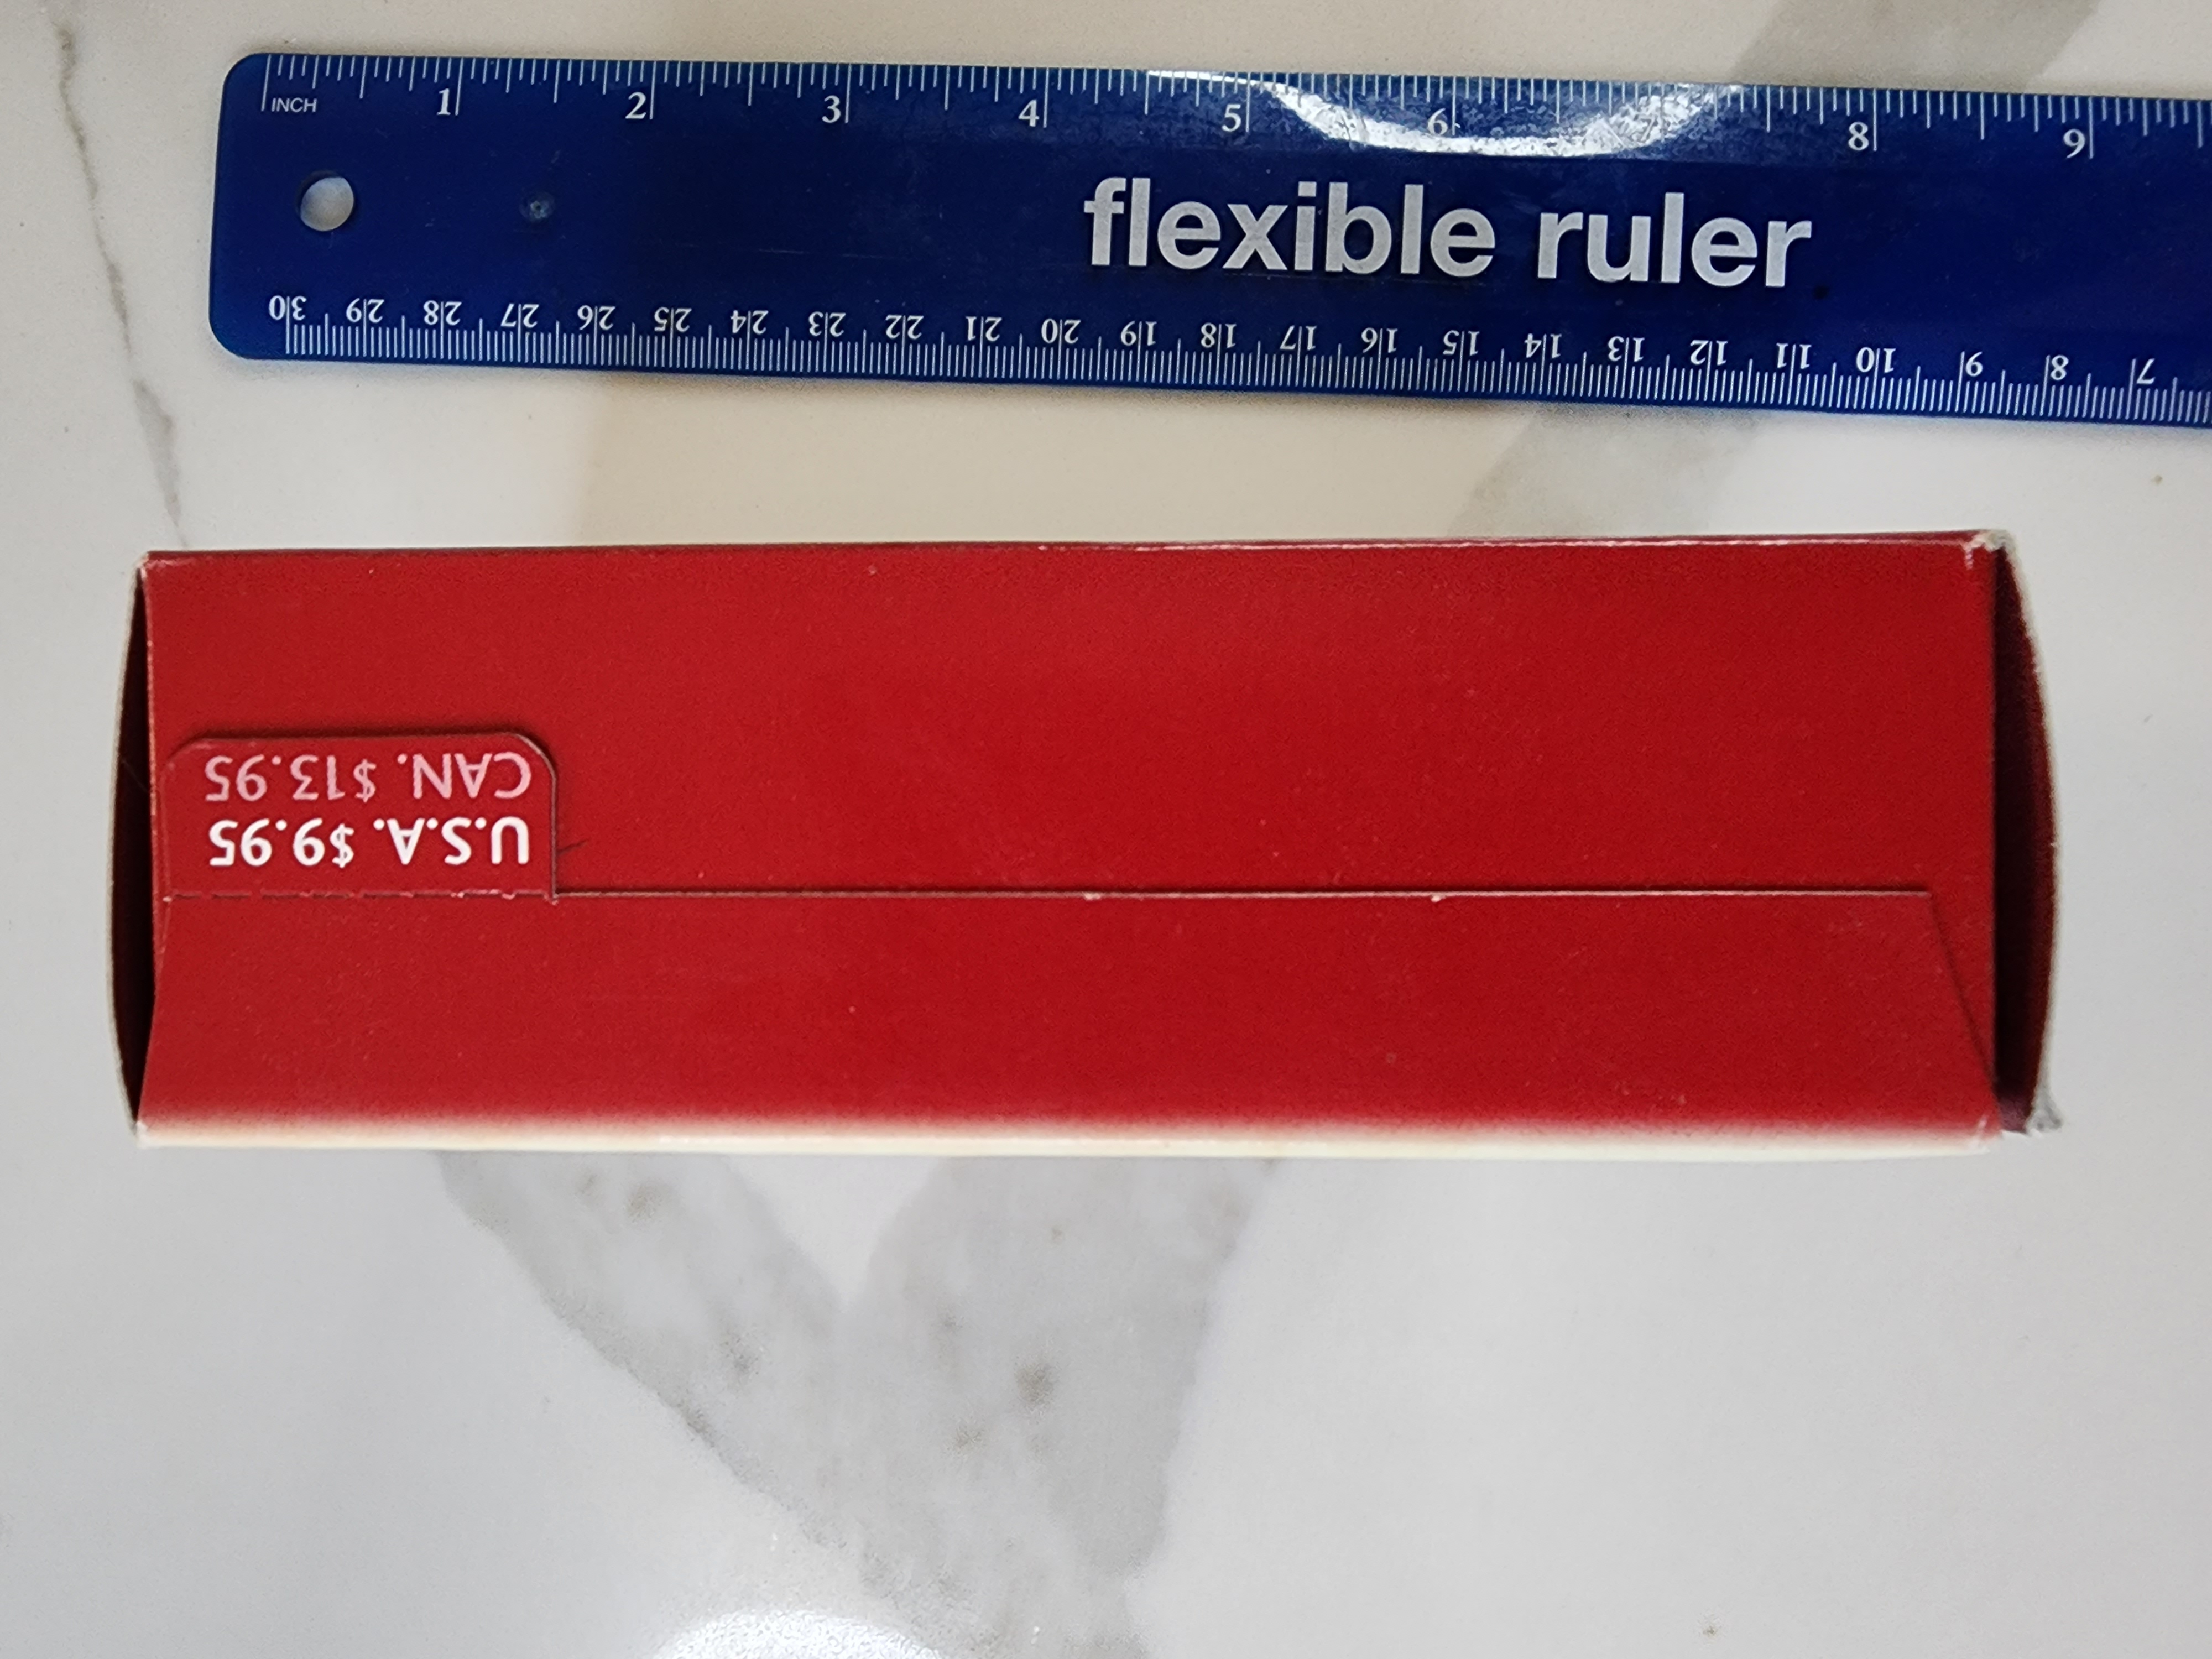 INCH 1 2 3 4 5 6 7 8 9
flexible ruler
30 29 28 27 26 25 24 23 22 21 20 19 18 17 16 15 14 13 12 11 10 9 8 7
U.S.A. $9.95
CAN. $13.95